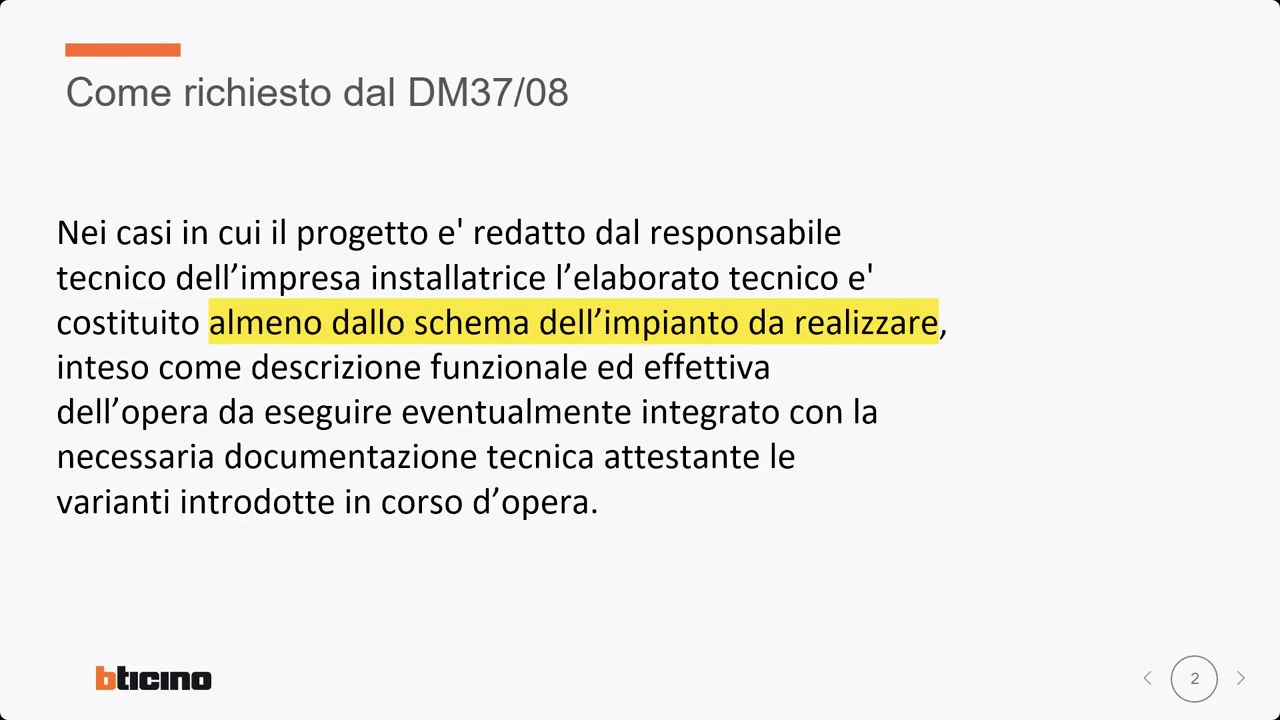 Come richiesto dal DM37/08
Nei casi in cui il progetto e' redatto dal responsabile
tecnico dell’impresa installatrice l’elaborato tecnico e'
costituito almeno dallo schema dell’impianto da realizzare,
inteso come descrizione funzionale ed effettiva
dell’opera da eseguire eventualmente integrato con la
necessaria documentazione tecnica attestante le
varianti introdotte in corso d’opera.
bticino
2